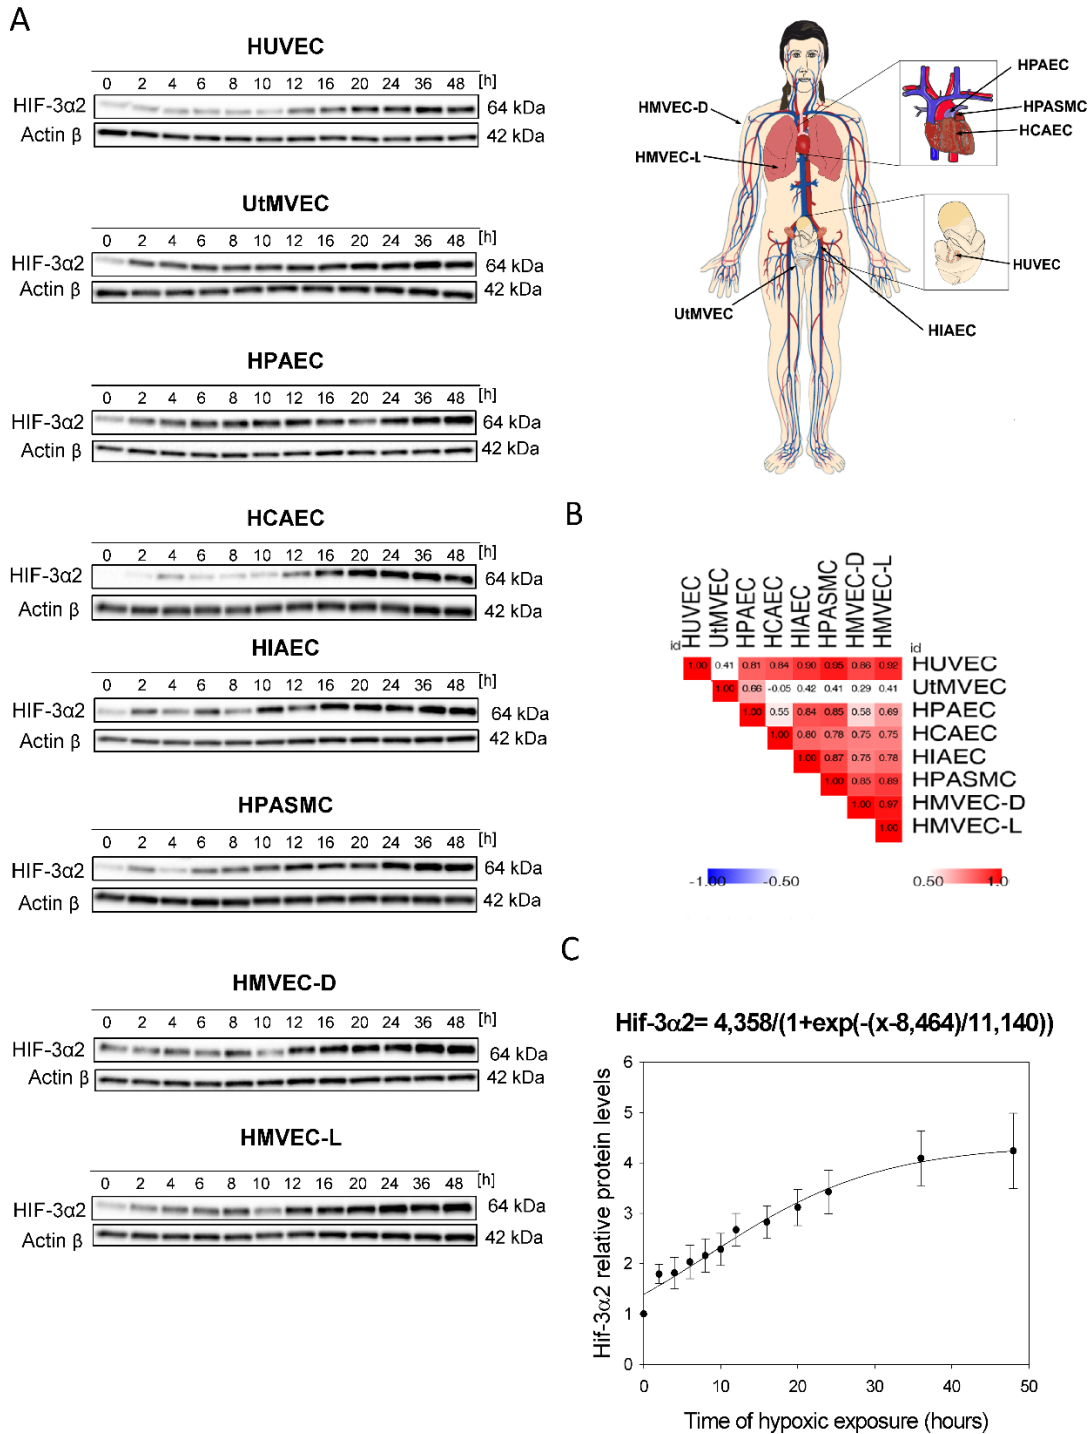 A
HUVEC
0 2 4 6 8 10 12 16 20 24 36 48 [h]
HIF-3α2 64 kDa
Actin β 42 kDa
UtMVEC
0 2 4 6 8 10 12 16 20 24 36 48 [h]
HIF-3α2 64 kDa
Actin β 42 kDa
HPAEC
0 2 4 6 8 10 12 16 20 24 36 48 [h]
HIF-3α2 64 kDa
Actin β 42 kDa
HCAEC
0 2 4 6 8 10 12 16 20 24 36 48 [h]
HIF-3α2 64 kDa
Actin β 42 kDa
HIAEC
0 2 4 6 8 10 12 16 20 24 36 48 [h]
HIF-3α2 64 kDa
Actin β 42 kDa
HPASMC
0 2 4 6 8 10 12 16 20 24 36 48 [h]
HIF-3α2 64 kDa
Actin β 42 kDa
HMVEC-D
0 2 4 6 8 10 12 16 20 24 36 48 [h]
HIF-3α2 64 kDa
Actin β 42 kDa
HMVEC-L
0 2 4 6 8 10 12 16 20 24 36 48 [h]
HIF-3α2 64 kDa
Actin β 42 kDa
HMVEC-D
HMVEC-L
HPAEC
HPASMC
HCAEC
HUVEC
UtMVEC
HIAEC
B
id HUVEC UtMVEC HPAEC HCAEC HIAEC HPASMC HMVEC-D HMVEC-L id
1.00 0.41 0.81 0.84 0.90 0.95 0.86 0.92 HUVEC
1.00 0.66 -0.05 0.42 0.41 0.29 0.41 UtMVEC
1.00 0.55 0.84 0.85 0.58 0.69 HPAEC
1.00 0.80 0.78 0.75 0.75 HCAEC
1.00 0.87 0.75 0.78 HIAEC
1.00 0.85 0.89 HPASMC
1.00 0.97 HMVEC-D
1.00 HMVEC-L
-1.00 -0.50 0.50 1.0
C
Hif-3α2= 4,358/(1+exp(-(x-8,464)/11,140))
Hif-3α2 relative protein levels
6
5
4
3
2
1
0
0 10 20 30 40 50
Time of hypoxic exposure (hours)